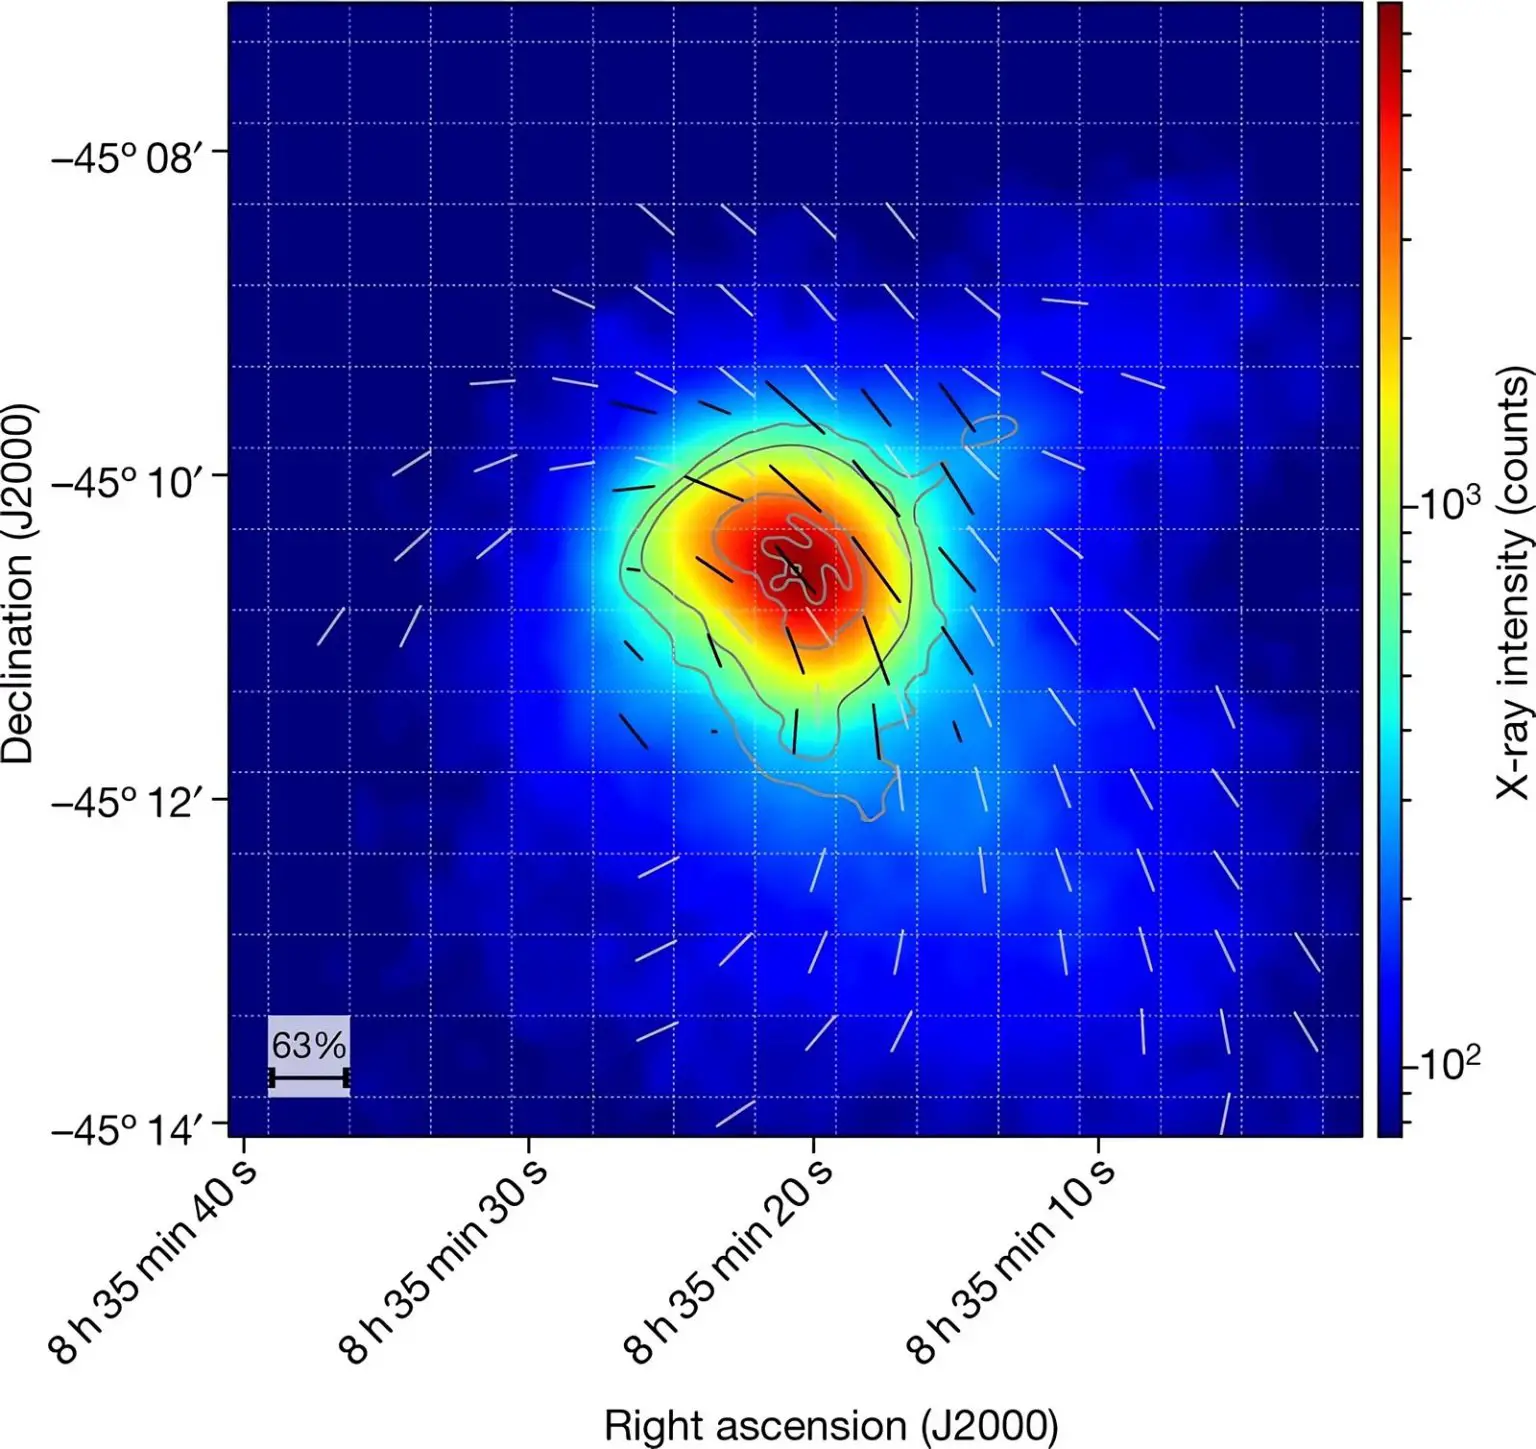 −45° 08′
−45° 10′
−45° 12′
−45° 14′
Declination (J2000)
63%
8 h 35 min 40 s
8 h 35 min 30 s
8 h 35 min 20 s
8 h 35 min 10 s
Right ascension (J2000)
10³
10²
X-ray intensity (counts)